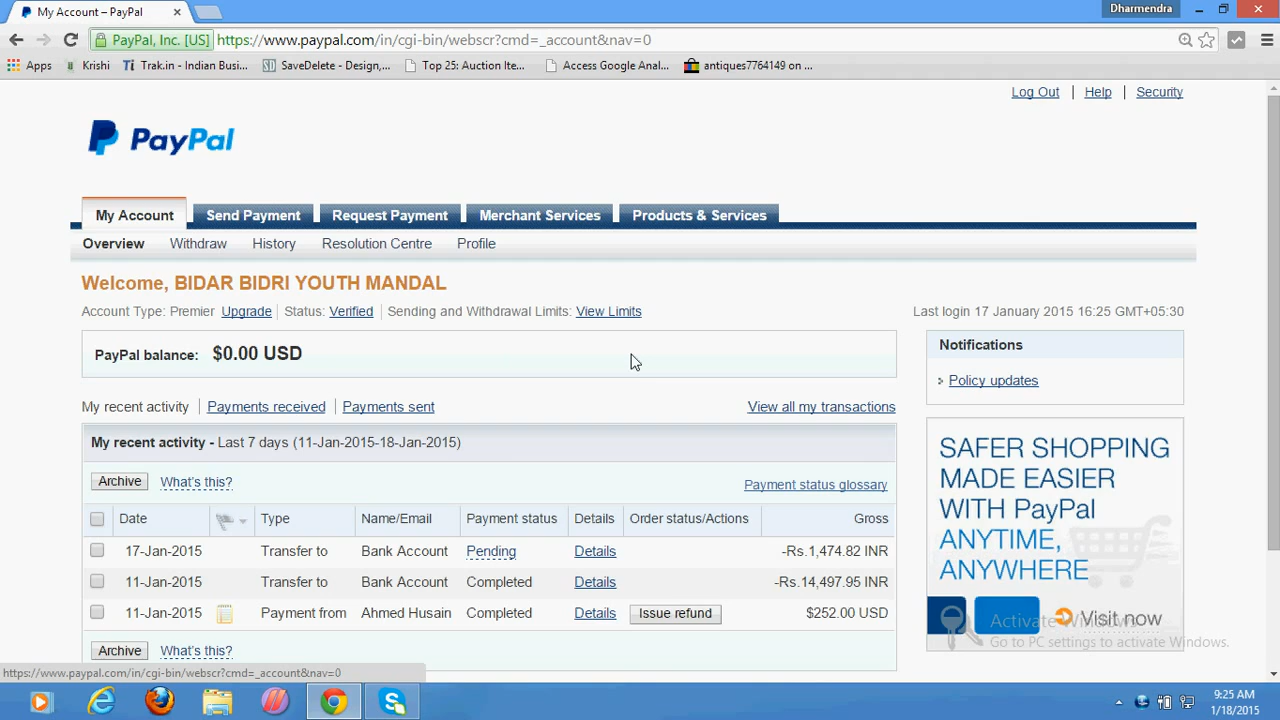 My Account – PayPal
Dharmendra
PayPal, Inc. [US] https://www.paypal.com/in/cgi-bin/webscr?cmd=_account&nav=0
Apps Krishi Trak.in - Indian Busi... SaveDelete - Design,... Top 25: Auction Ite... Access Google Anal... antiques7764149 on ...
Log Out Help Security
PayPal
My Account Send Payment Request Payment Merchant Services Products & Services
Overview Withdraw History Resolution Centre Profile
Welcome, BIDAR BIDRI YOUTH MANDAL
Account Type: Premier Upgrade Status: Verified Sending and Withdrawal Limits: View Limits
Last login 17 January 2015 16:25 GMT+05:30
PayPal balance: $0.00 USD
Notifications
Policy updates
My recent activity Payments received Payments sent View all my transactions
My recent activity - Last 7 days (11-Jan-2015-18-Jan-2015)
Archive What's this? Payment status glossary
Date Type Name/Email Payment status Details Order status/Actions Gross
17-Jan-2015 Transfer to Bank Account Pending Details -Rs.1,474.82 INR
11-Jan-2015 Transfer to Bank Account Completed Details -Rs.14,497.95 INR
11-Jan-2015 Payment from Ahmed Husain Completed Details Issue refund $252.00 USD
Archive What's this?
SAFER SHOPPING
MADE EASIER
WITH PayPal
ANYTIME,
ANYWHERE
Visit now
Activate Windows
Go to PC settings to activate Windows.
https://www.paypal.com/in/cgi-bin/webscr?cmd=_account&nav=0
9:25 AM
1/18/2015